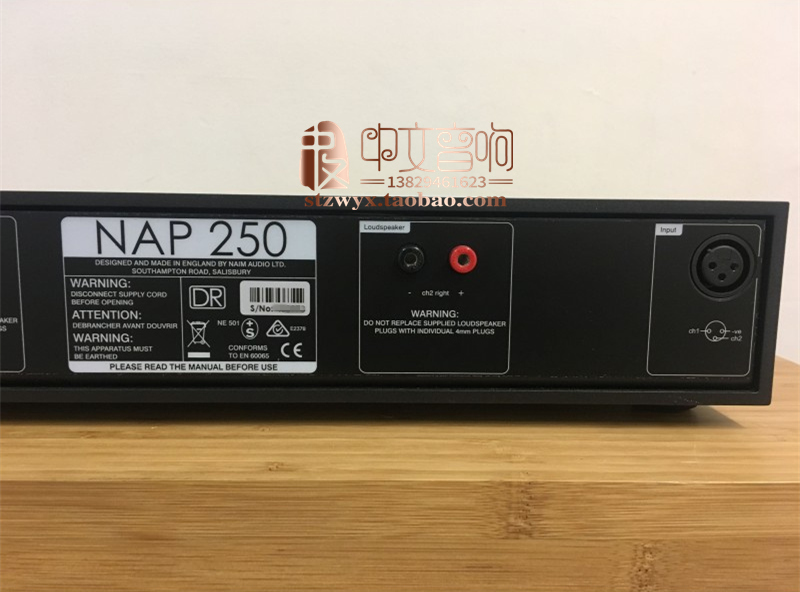 中文音响
stzwyx.taobao.com
NAP 250
DESIGNED AND MADE IN ENGLAND BY NAIM AUDIO LTD.
SOUTHAMPTON ROAD, SALISBURY
WARNING:
DISCONNECT SUPPLY CORD
BEFORE OPENING
ATTENTION:
DEBRANCHER AVANT DOUVRIR
WARNING:
THIS APPARATUS MUST
BE EARTHED
DR
S/No.
NE 501
E2376
CONFORMS
TO EN 60065
CE
PLEASE READ THE MANUAL BEFORE USE
Loudspeaker
- ch2 right +
WARNING:
DO NOT REPLACE SUPPLIED LOUDSPEAKER
PLUGS WITH INDIVIDUAL 4mm PLUGS
Input
ch1
-ve
ch2